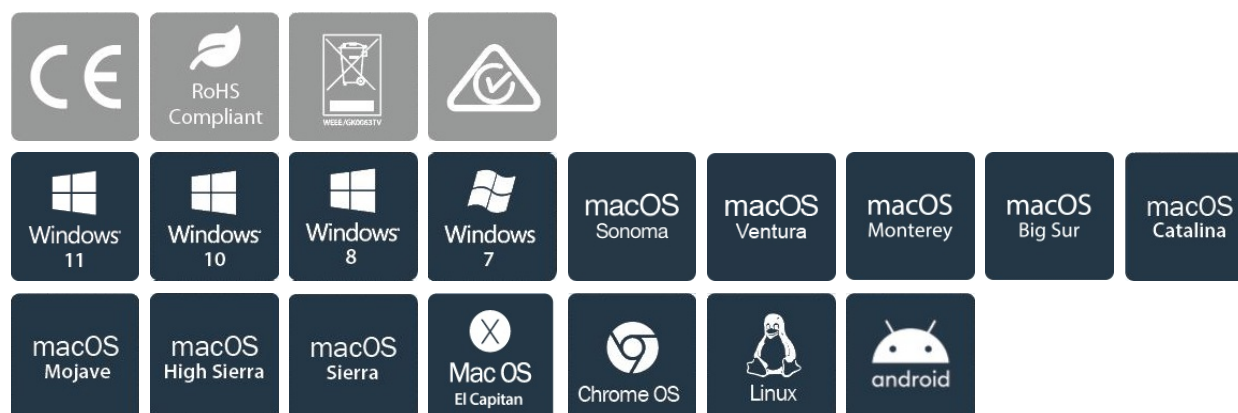 CE
RoHS
Compliant
WEEE/GK0063TV
Windows
11
Windows
10
Windows
8
Windows
7
macOS
Sonoma
macOS
Ventura
macOS
Monterey
macOS
Big Sur
macOS
Catalina
macOS
Mojave
macOS
High Sierra
macOS
Sierra
X
Mac OS
El Capitan
Chrome OS
Linux
android